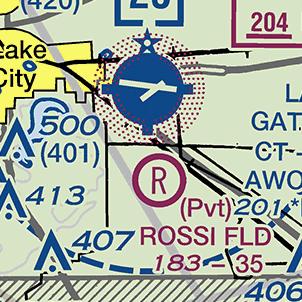 (420)
204
Lake
City
LA
500
GAT
(401)
CT-
R
AWO
413
(Pvt) 201 *
407 ROSSI FLD
183 - 35
406